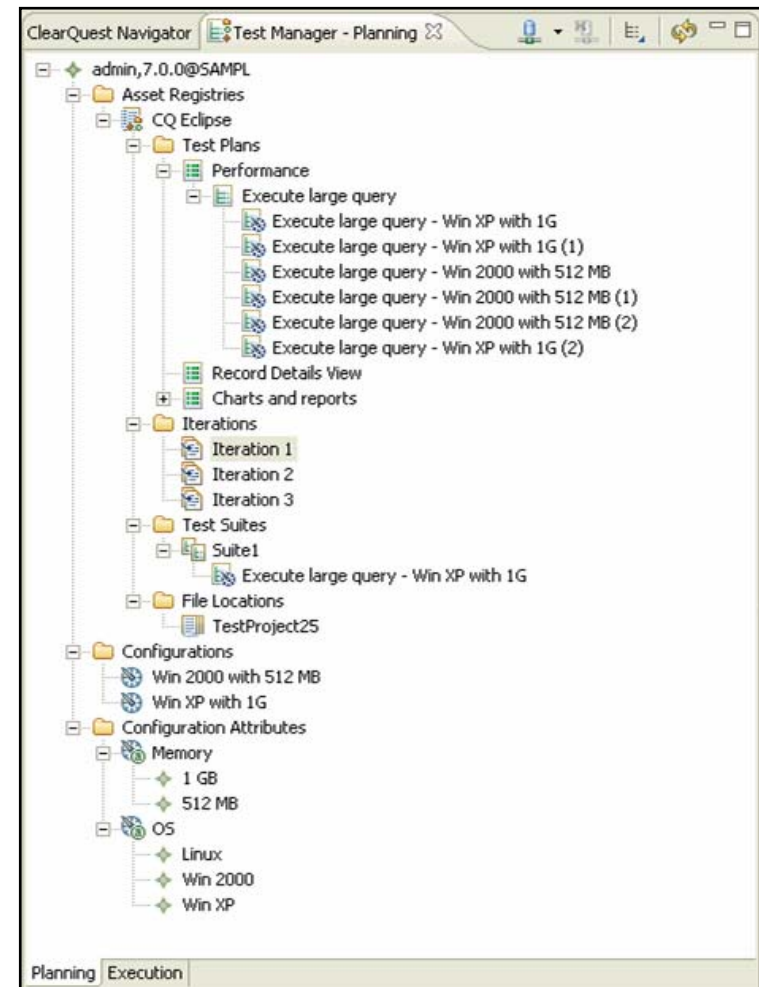 ClearQuest Navigator Test Manager - Planning
admin,7.0.0@SAMPL
Asset Registries
CQ Eclipse
Test Plans
Performance
Execute large query
Execute large query - Win XP with 1G
Execute large query - Win XP with 1G (1)
Execute large query - Win 2000 with 512 MB
Execute large query - Win 2000 with 512 MB (1)
Execute large query - Win 2000 with 512 MB (2)
Execute large query - Win XP with 1G (2)
Record Details View
Charts and reports
Iterations
Iteration 1
Iteration 2
Iteration 3
Test Suites
Suite1
Execute large query - Win XP with 1G
File Locations
TestProject25
Configurations
Win 2000 with 512 MB
Win XP with 1G
Configuration Attributes
Memory
1 GB
512 MB
OS
Linux
Win 2000
Win XP
Planning Execution